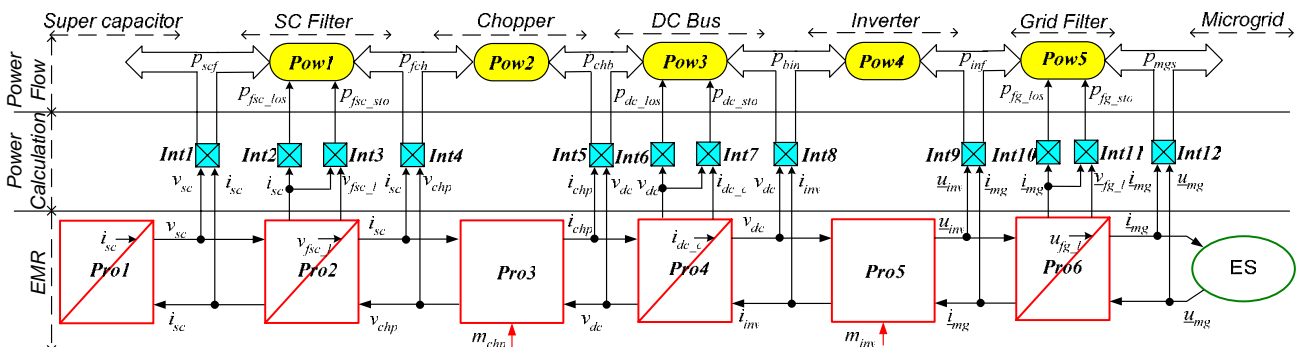 Super capacitor SC Filter Chopper DC Bus Inverter Grid Filter Microgrid
Power Flow
p_scf Pow1 p_fch Pow2 p_chb Pow3 p_bin Pow4 p_inf Pow5 p_mgs
p_fsc_los p_fsc_sto p_dc_los p_dc_sto p_fg_los p_fg_sto
Power Calculation
Int1 Int2 Int3 Int4 Int5 Int6 Int7 Int8 Int9 Int10 Int11 Int12
v_sc i_sc i_sc v_fsc_l i_sc v_chp i_chp v_dc v_dc i_dc_c v_dc i_inv u_inv i_mg i_mg v_fg_l i_mg u_mg
EMR
i_sc v_sc v_fsc_l i_sc i_chp i_dc_c v_dc u_inv u_fg_l i_mg
Pro1 Pro2 Pro3 Pro4 Pro5 Pro6 ES
i_sc v_chp v_dc i_inv i_mg u_mg
m_chp m_inv